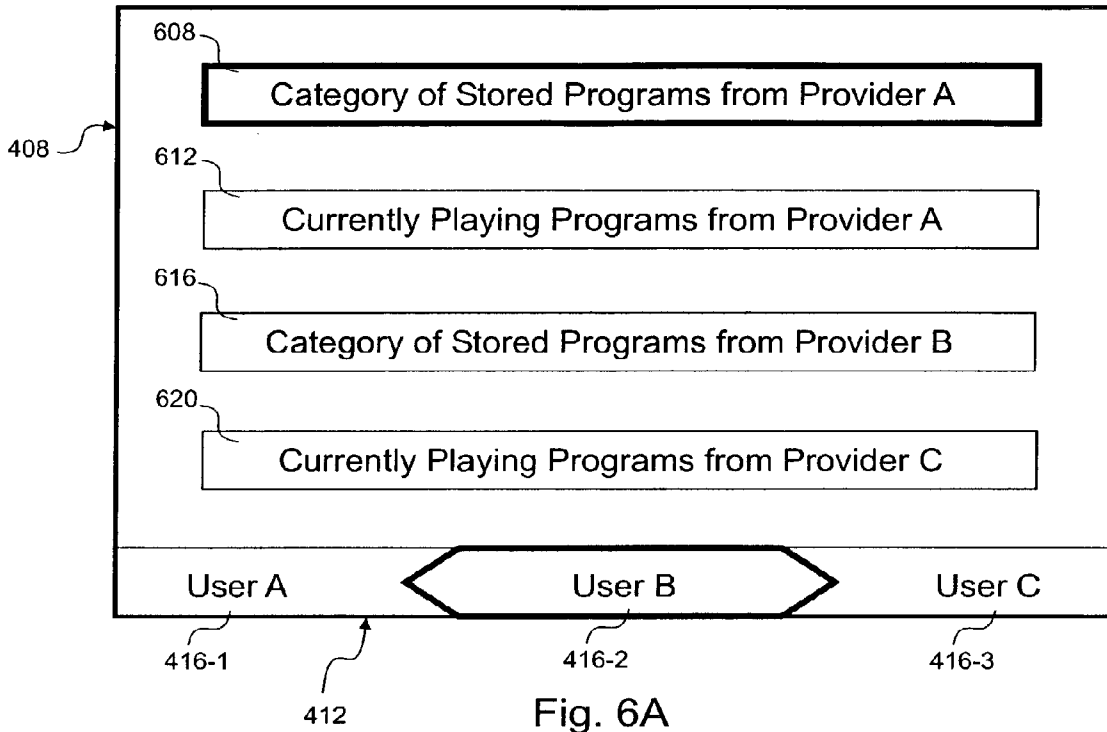 608
Category of Stored Programs from Provider A
408
612
Currently Playing Programs from Provider A
616
Category of Stored Programs from Provider B
620
Currently Playing Programs from Provider C
User A
User B
User C
416-1
416-2
416-3
412
Fig. 6A